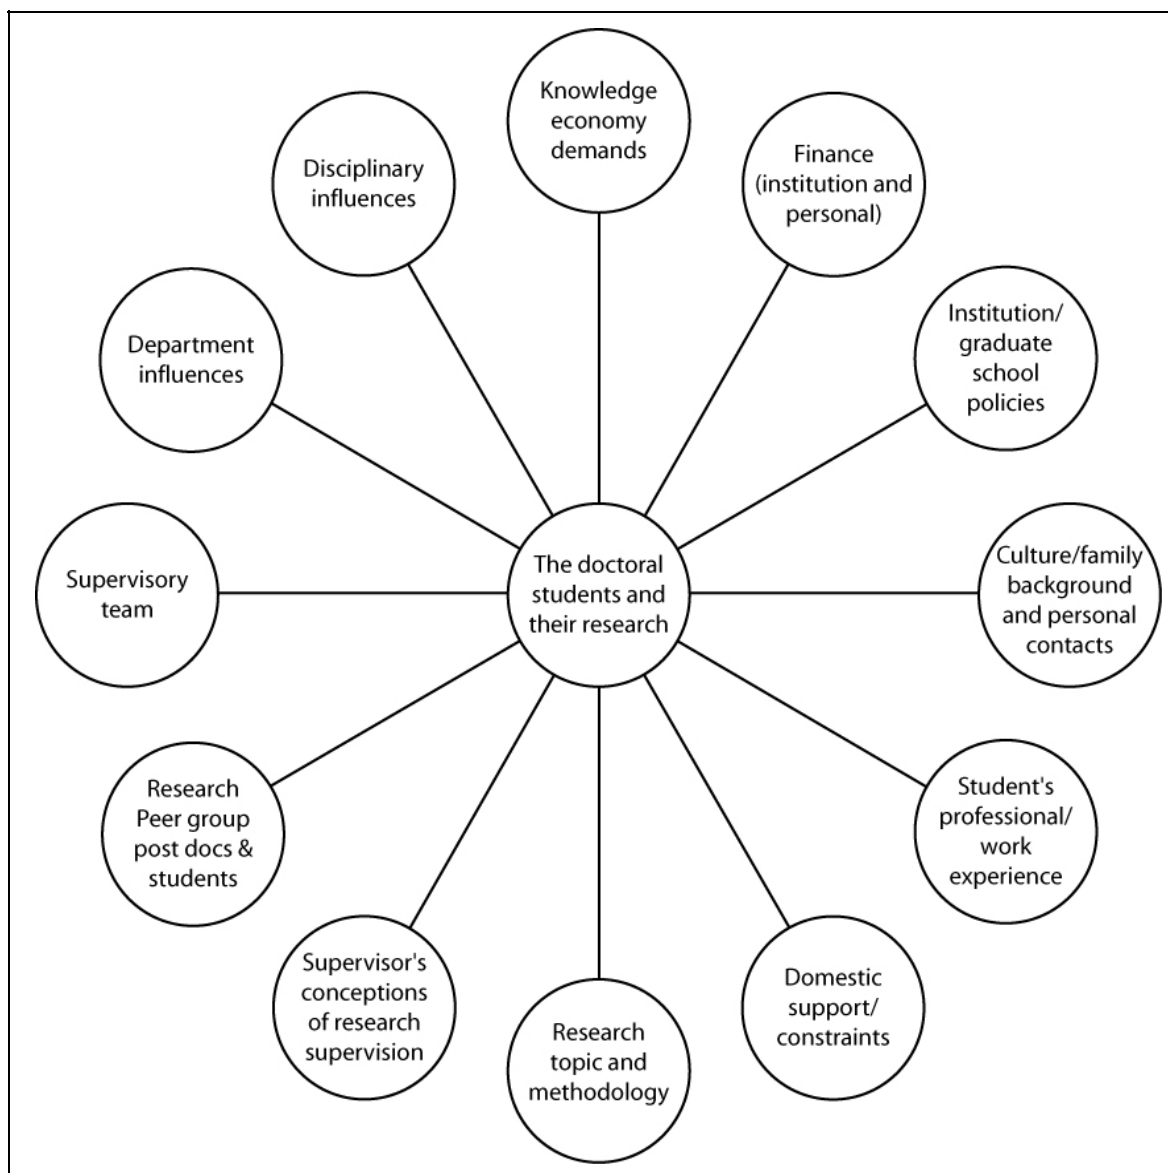 Knowledge
economy
demands
Finance
(institution and
personal)
Institution/
graduate
school
policies
Culture/family
background
and personal
contacts
Student's
professional/
work
experience
Domestic
support/
constraints
Research
topic and
methodology
Supervisor's
conceptions
of research
supervision
Research
Peer group
post docs &
students
Supervisory
team
Department
influences
Disciplinary
influences
The doctoral
students and
their research